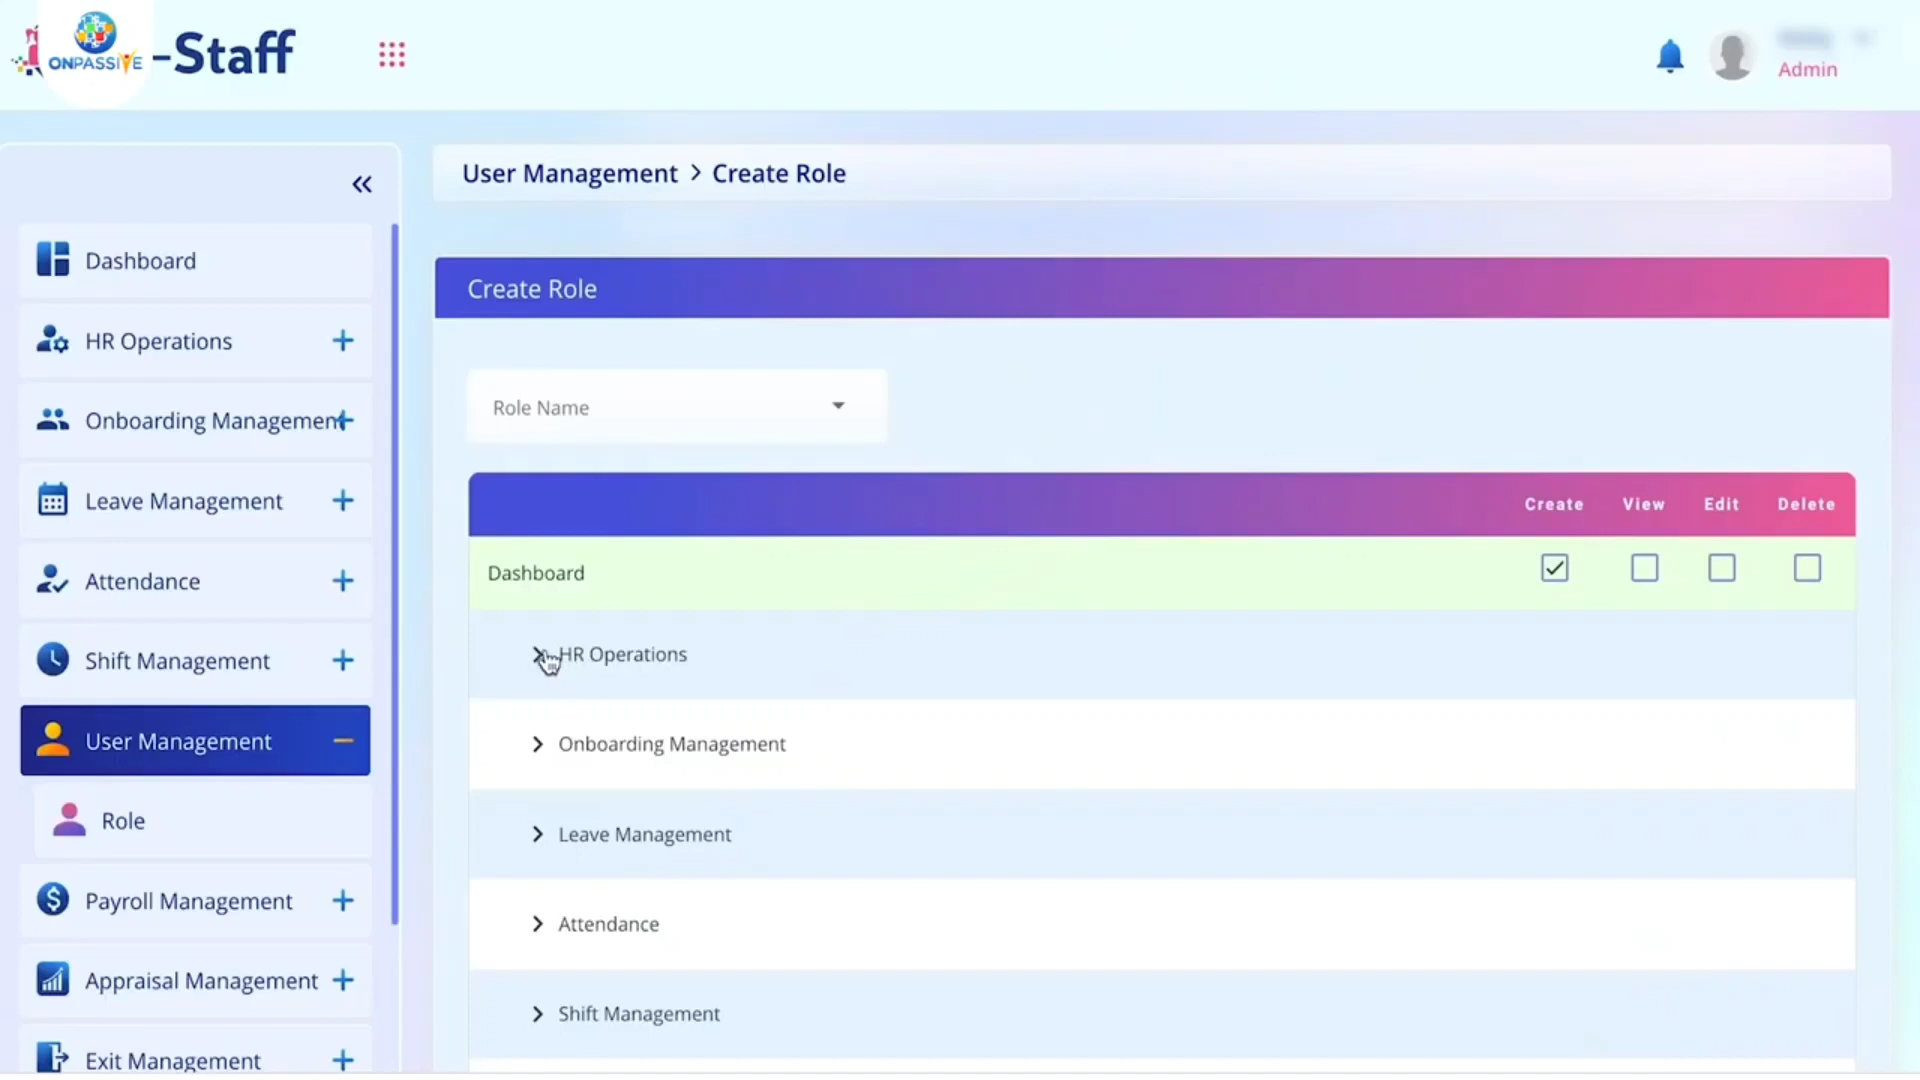 ONPASSIVE
-Staff
Admin
User Management > Create Role
Dashboard
HR Operations
Onboarding Management
Leave Management
Attendance
Shift Management
User Management
Role
Payroll Management
Appraisal Management
Exit Management
Create Role
Role Name
Create View Edit Delete
Dashboard
HR Operations
Onboarding Management
Leave Management
Attendance
Shift Management